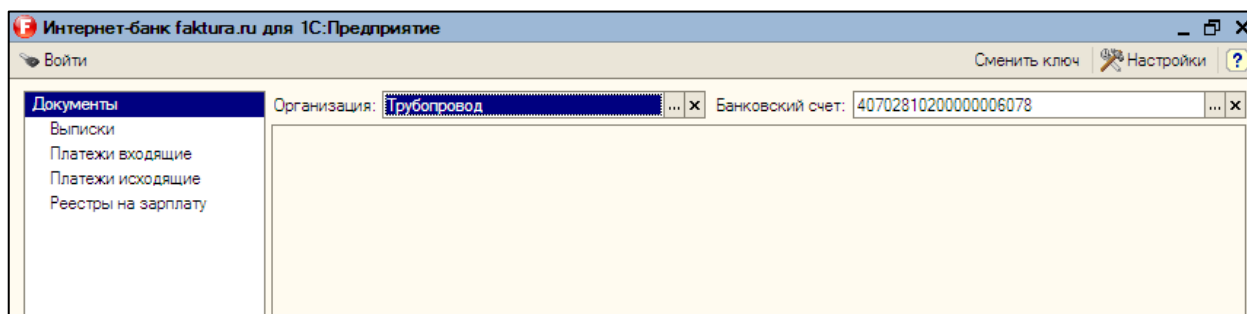 Интернет-банк faktura.ru для 1С:Предприятие
Войти Сменить ключ Настройки ?
Документы Организация: Трубопровод ... x Банковский счет: 40702810200000006078 ... x
Выписки
Платежи входящие
Платежи исходящие
Реестры на зарплату